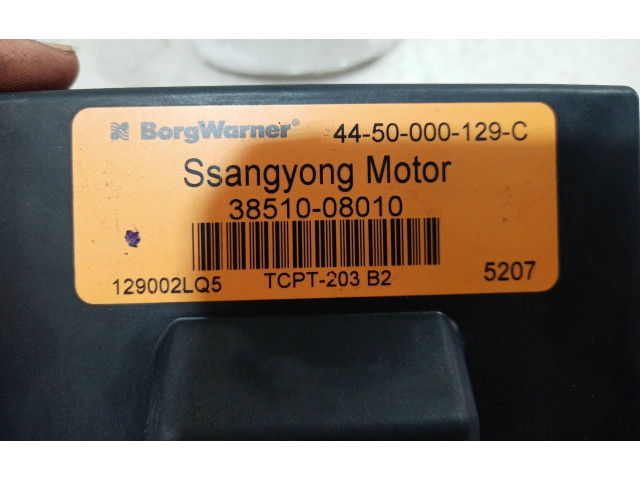 BorgWarner® 44-50-000-129-C
Ssangyong Motor
38510-08010
129002LQ5 TCPT-203 B2 5207